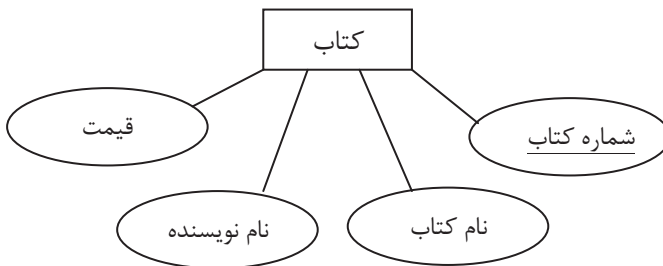 کتاب
شماره کتاب
قیمت
نام کتاب
نام نویسنده